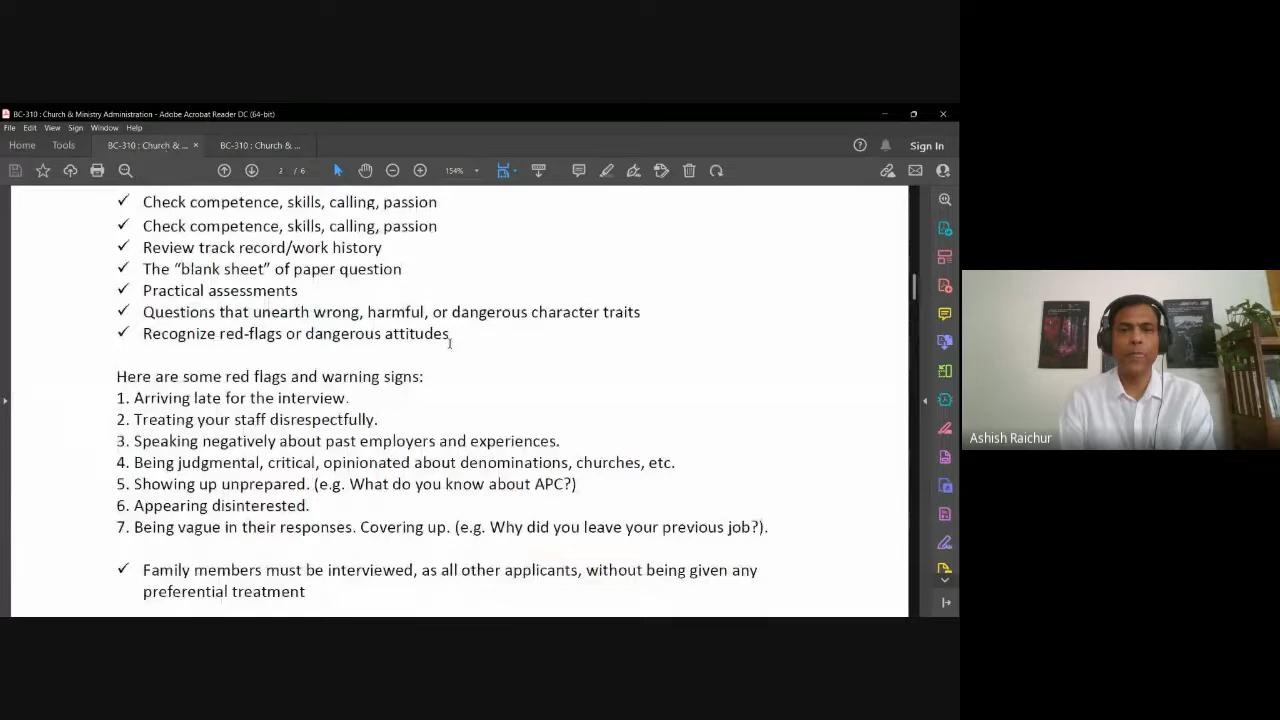 BC-310 : Church & Ministry Administration - Adobe Acrobat Reader DC (64-bit)
File Edit View Sign Window Help
Home Tools BC-310 : Church & ... × BC-310 : Church & ... Sign In
2 / 6 154%
✓ Check competence, skills, calling, passion
✓ Check competence, skills, calling, passion
✓ Review track record/work history
✓ The “blank sheet” of paper question
✓ Practical assessments
✓ Questions that unearth wrong, harmful, or dangerous character traits
✓ Recognize red-flags or dangerous attitudes
Here are some red flags and warning signs:
1. Arriving late for the interview.
2. Treating your staff disrespectfully.
3. Speaking negatively about past employers and experiences.
4. Being judgmental, critical, opinionated about denominations, churches, etc.
5. Showing up unprepared. (e.g. What do you know about APC?)
6. Appearing disinterested.
7. Being vague in their responses. Covering up. (e.g. Why did you leave your previous job?).
✓ Family members must be interviewed, as all other applicants, without being given any
preferential treatment
Ashish Raichur